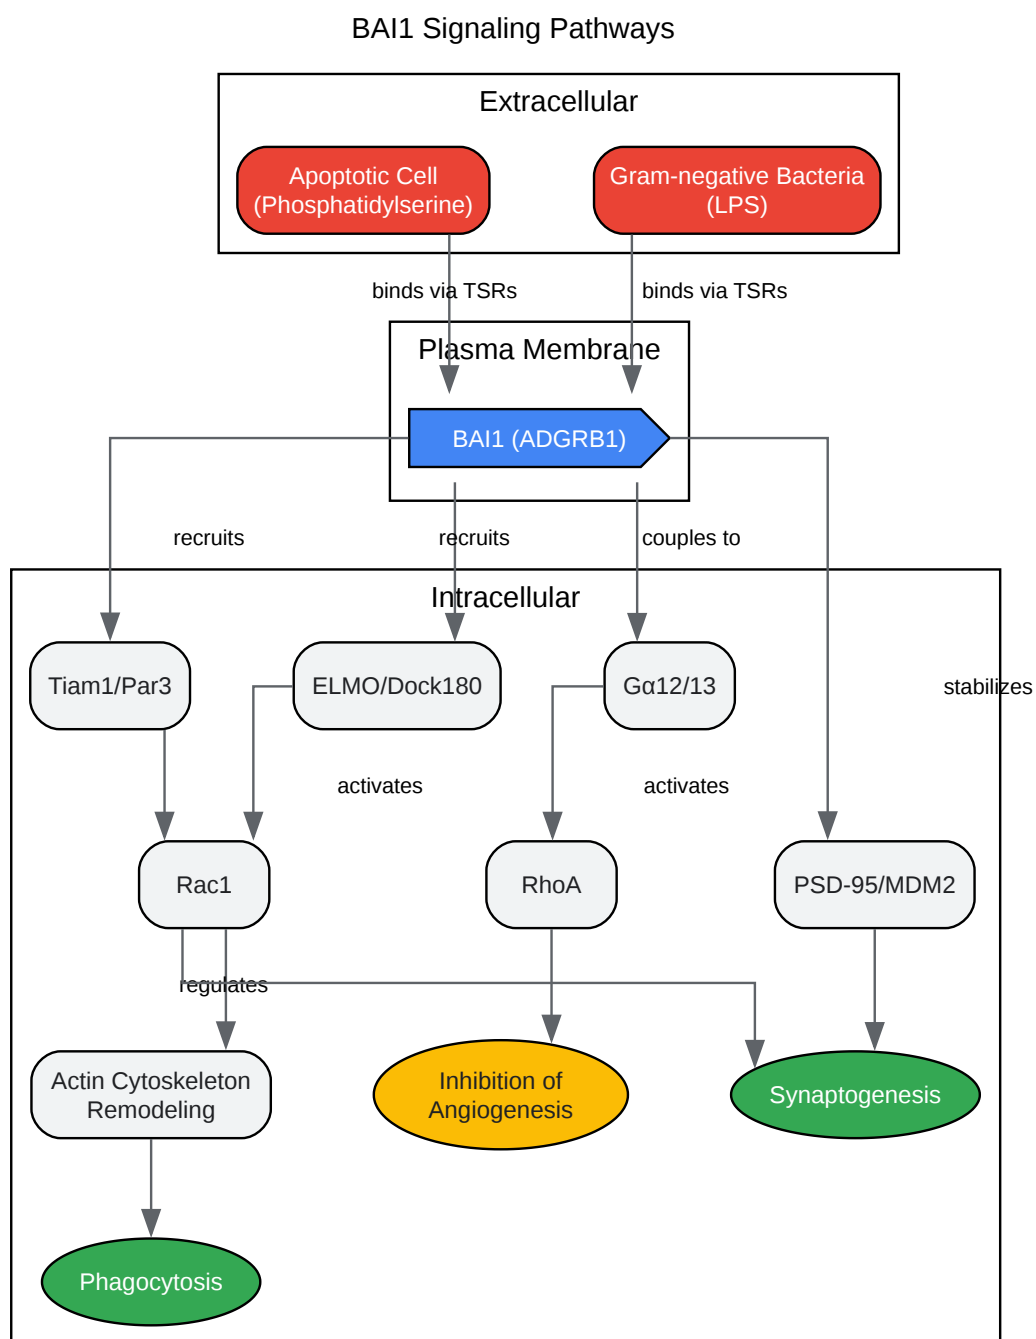 BAI1 Signaling Pathways
Extracellular
Apoptotic Cell
(Phosphatidylserine)
Gram-negative Bacteria
(LPS)
binds via TSRs
binds via TSRs
Plasma Membrane
BAI1 (ADGRB1)
recruits
recruits
couples to
Intracellular
Tiam1/Par3
ELMO/Dock180
Gα12/13
stabilizes
activates
activates
Rac1
RhoA
PSD-95/MDM2
regulates
Actin Cytoskeleton
Remodeling
Inhibition of
Angiogenesis
Synaptogenesis
Phagocytosis